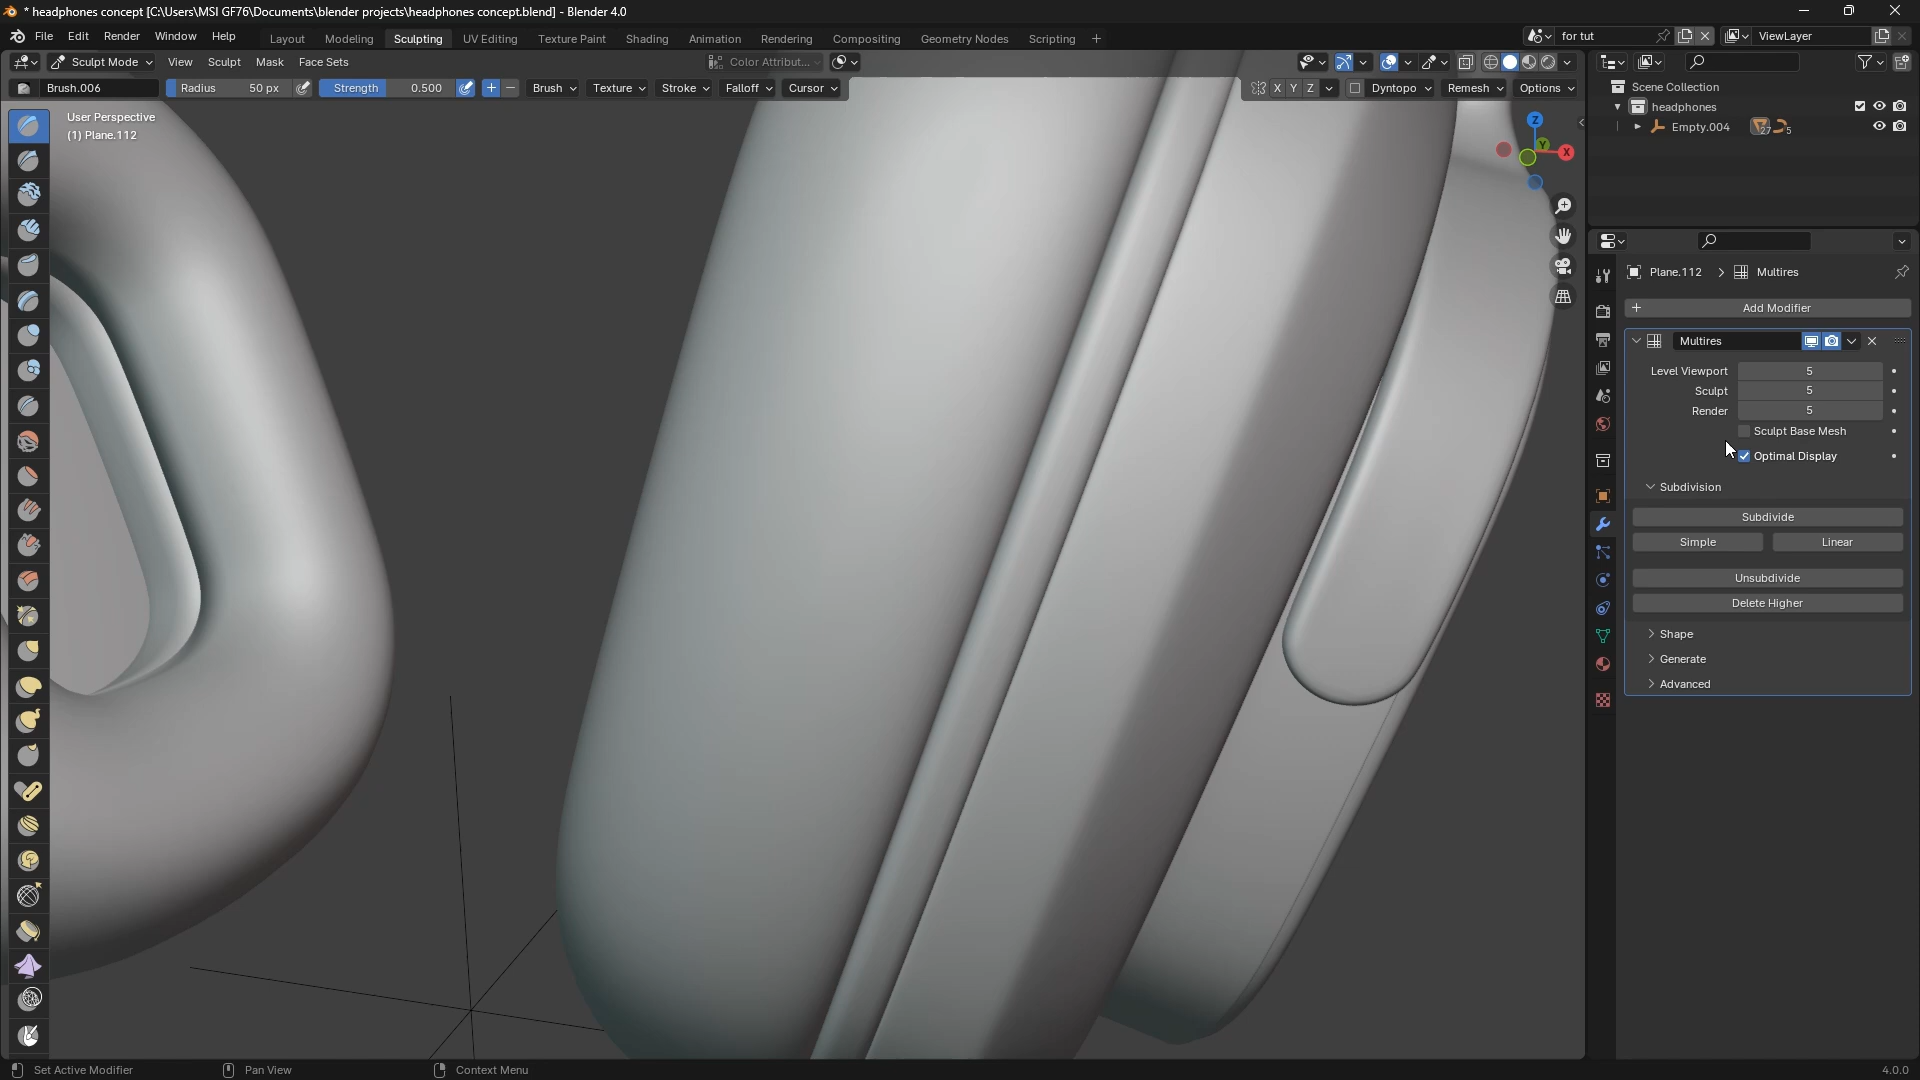 * headphones concept [C:\Users\MSI GF76\Documents\blender projects\headphones concept.blend] - Blender 4.0
File Edit Render Window Help Layout Modeling Sculpting UV Editing Texture Paint Shading Animation Rendering Compositing Geometry Nodes Scripting + for tut ViewLayer
Sculpt Mode View Sculpt Mask Face Sets Color Attribut...
Brush.006 Radius 50 px Strength 0.500 Brush Texture Stroke Falloff Cursor X Y Z Dyntopo Remesh Options
User Perspective
(1) Plane.112
Z
Y
X
Scene Collection
headphones
Empty.004 27 5
Plane.112 > Multires
+ Add Modifier
Multires
Level Viewport 5
Sculpt 5
Render 5
Sculpt Base Mesh
Optimal Display
Subdivision
Subdivide
Simple Linear
Unsubdivide
Delete Higher
Shape
Generate
Advanced
Set Active Modifier Pan View Context Menu 4.0.0